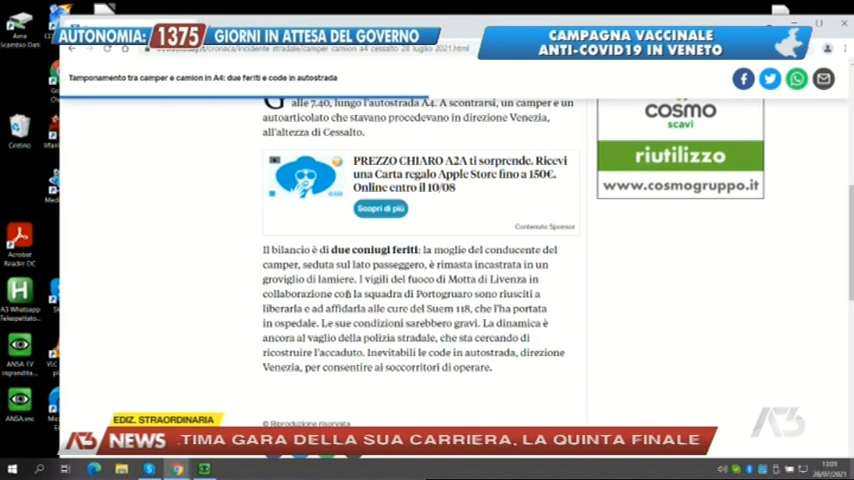 AUTONOMIA: 1375 GIORNI IN ATTESA DEL GOVERNO
CAMPAGNA VACCINALE
ANTI-COVID19 IN VENETO
Tamponamento tra camper e camion in A4: due feriti e code in autostrada
alle 7.40, lungo l'autostrada A4. A scontrarsi, un camper e un
autoarticolato che stavano procedevano in direzione Venezia,
all'altezza di Cessalto.
PREZZO CHIARO A2A ti sorprende. Ricevi
una Carta regalo Apple Store fino a 150€.
Online entro il 10/08
Scopri di più
Contenuto Sponsor
COSMO
scavi
riutilizzo
www.cosmogruppo.it
Il bilancio è di due coniugi feriti: la moglie del conducente del
camper, seduta sul lato passeggero, è rimasta incastrata in un
groviglio di lamiere. I vigili del fuoco di Motta di Livenza in
collaborazione con la squadra di Portogruaro sono riusciti a
liberarla e ad affidarla alle cure del Suem 118, che l'ha portata
in ospedale. Le sue condizioni sarebbero gravi. La dinamica è
ancora al vaglio della polizia stradale, che sta cercando di
ricostruire l'accaduto. Inevitabili le code in autostrada, direzione
Venezia, per consentire ai soccorritori di operare.
© Riproduzione riservata
Cestino
Acrobat
Reader DC
A3 Whatsapp
ANSA TV
ANSA.vnc
EDIZ. STRAORDINARIA
A3 NEWS .TIMA GARA DELLA SUA CARRIERA, LA QUINTA FINALE
A3
13:01
28/07/2021